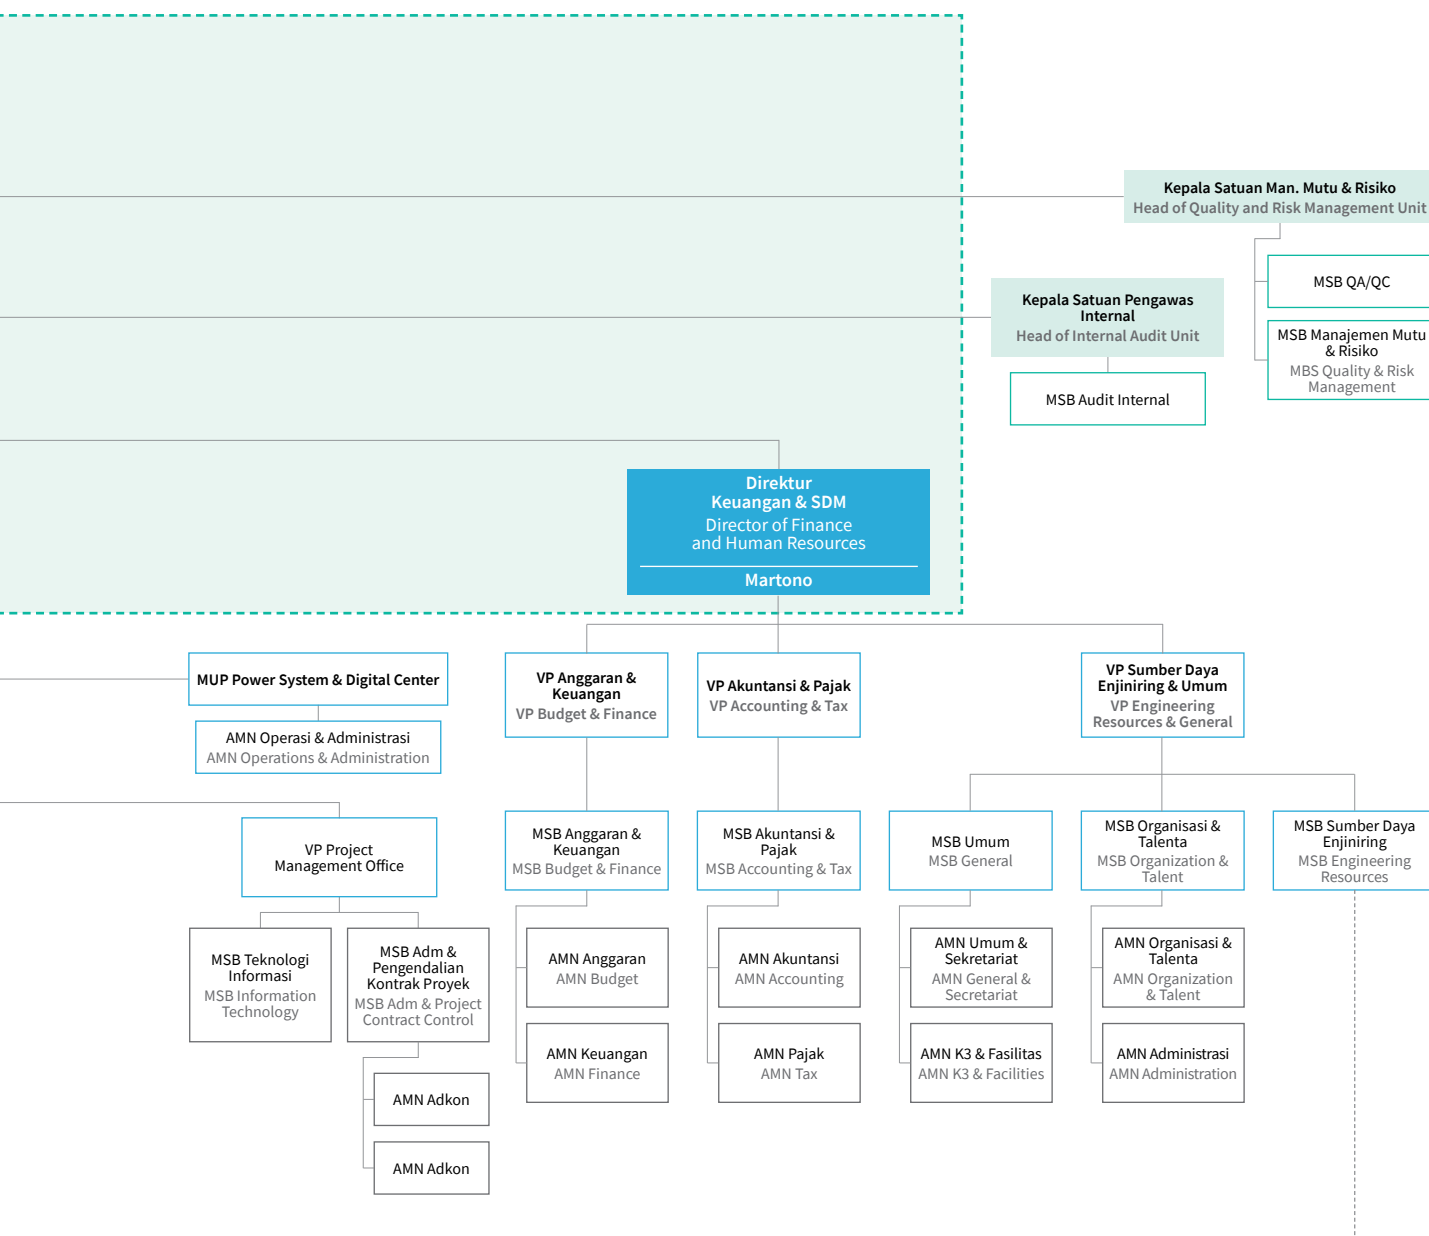 Kepala Satuan Man. Mutu & Risiko
Head of Quality and Risk Management Unit
MSB QA/QC
MSB Manajemen Mutu
& Risiko
MBS Quality & Risk
Management
Kepala Satuan Pengawas
Internal
Head of Internal Audit Unit
MSB Audit Internal
Direktur
Keuangan & SDM
Director of Finance
and Human Resources
Martono
MUP Power System & Digital Center
AMN Operasi & Administrasi
AMN Operations & Administration
VP Project
Management Office
MSB Teknologi
Informasi
MSB Information
Technology
MSB Adm &
Pengendalian
Kontrak Proyek
MSB Adm & Project
Contract Control
AMN Adkon
AMN Adkon
VP Anggaran &
Keuangan
VP Budget & Finance
MSB Anggaran &
Keuangan
MSB Budget & Finance
AMN Anggaran
AMN Budget
AMN Keuangan
AMN Finance
VP Akuntansi & Pajak
VP Accounting & Tax
MSB Akuntansi &
Pajak
MSB Accounting & Tax
AMN Akuntansi
AMN Accounting
AMN Pajak
AMN Tax
VP Sumber Daya
Enjiniring & Umum
VP Engineering
Resources & General
MSB Umum
MSB General
AMN Umum &
Sekretariat
AMN General &
Secretariat
AMN K3 & Fasilitas
AMN K3 & Facilities
MSB Organisasi &
Talenta
MSB Organization &
Talent
AMN Organisasi &
Talenta
AMN Organization
& Talent
AMN Administrasi
AMN Administration
MSB Sumber Daya
Enjiniring
MSB Engineering
Resources